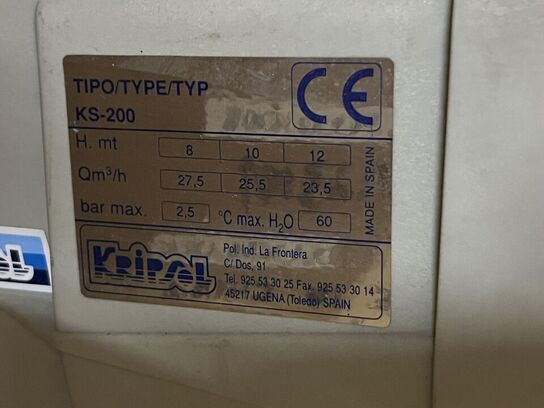 TIPO/TYPE/TYP
KS-200
CE
H. mt 8 10 12
Qm³/h 27,5 25,5 23,5
bar max. 2,5 °C max. H₂O 60
MADE IN SPAIN
KRIPSOL
Pol. Ind. La Frontera
C/ Dos, 91
Tel. 925 53 30 25 Fax. 925 53 30 14
45217 UGENA (Toledo) SPAIN